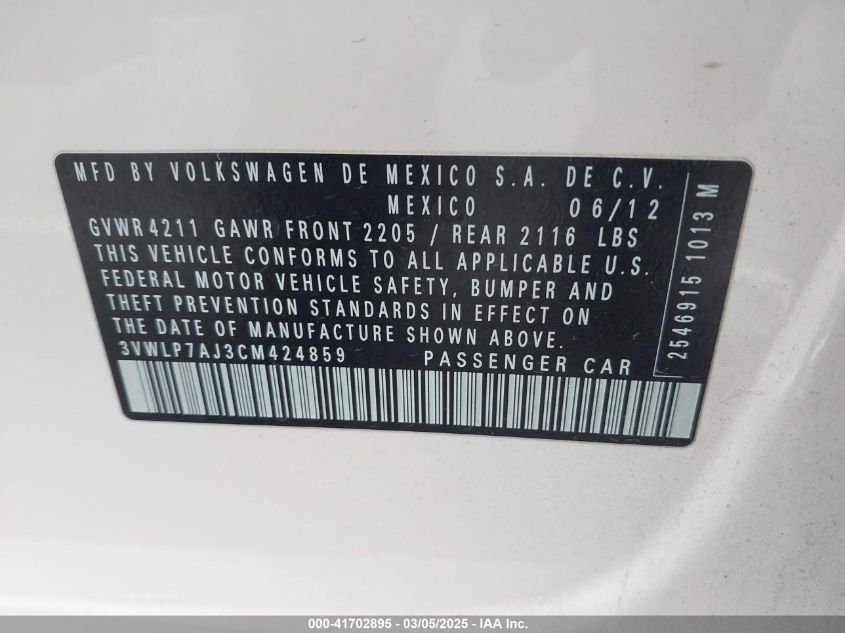 MFD BY VOLKSWAGEN DE MEXICO S.A. DE C.V.
MEXICO 06/12
GVWR 4211 GAWR FRONT 2205 / REAR 2116 LBS
THIS VEHICLE CONFORMS TO ALL APPLICABLE U.S.
FEDERAL MOTOR VEHICLE SAFETY, BUMPER AND
THEFT PREVENTION STANDARDS IN EFFECT ON
THE DATE OF MANUFACTURE SHOWN ABOVE.
3VWLP7AJ3CM424859 PASSENGER CAR
2546915 1013 M
000-41702895 - 03/05/2025 - IAA Inc.